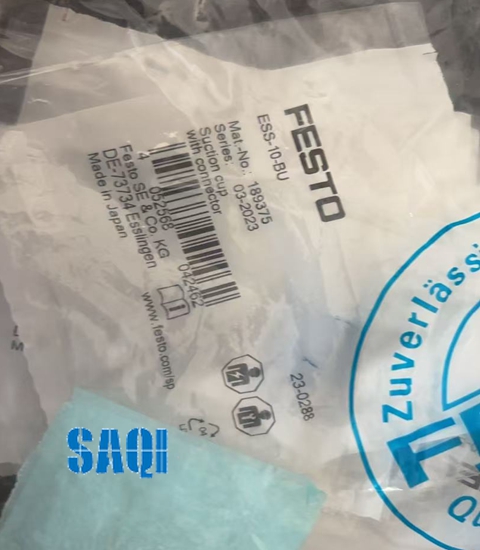 FESTO
ESS-10-BU
Mat.-No.: 189375
Series: 03-2023
Suction cup
with connector
4 052568 042462
Festo SE & Co. KG
DE-73734 Esslingen
Made in Japan
www.festo.com/sp
23-0288
Zuverlässi
SAQI